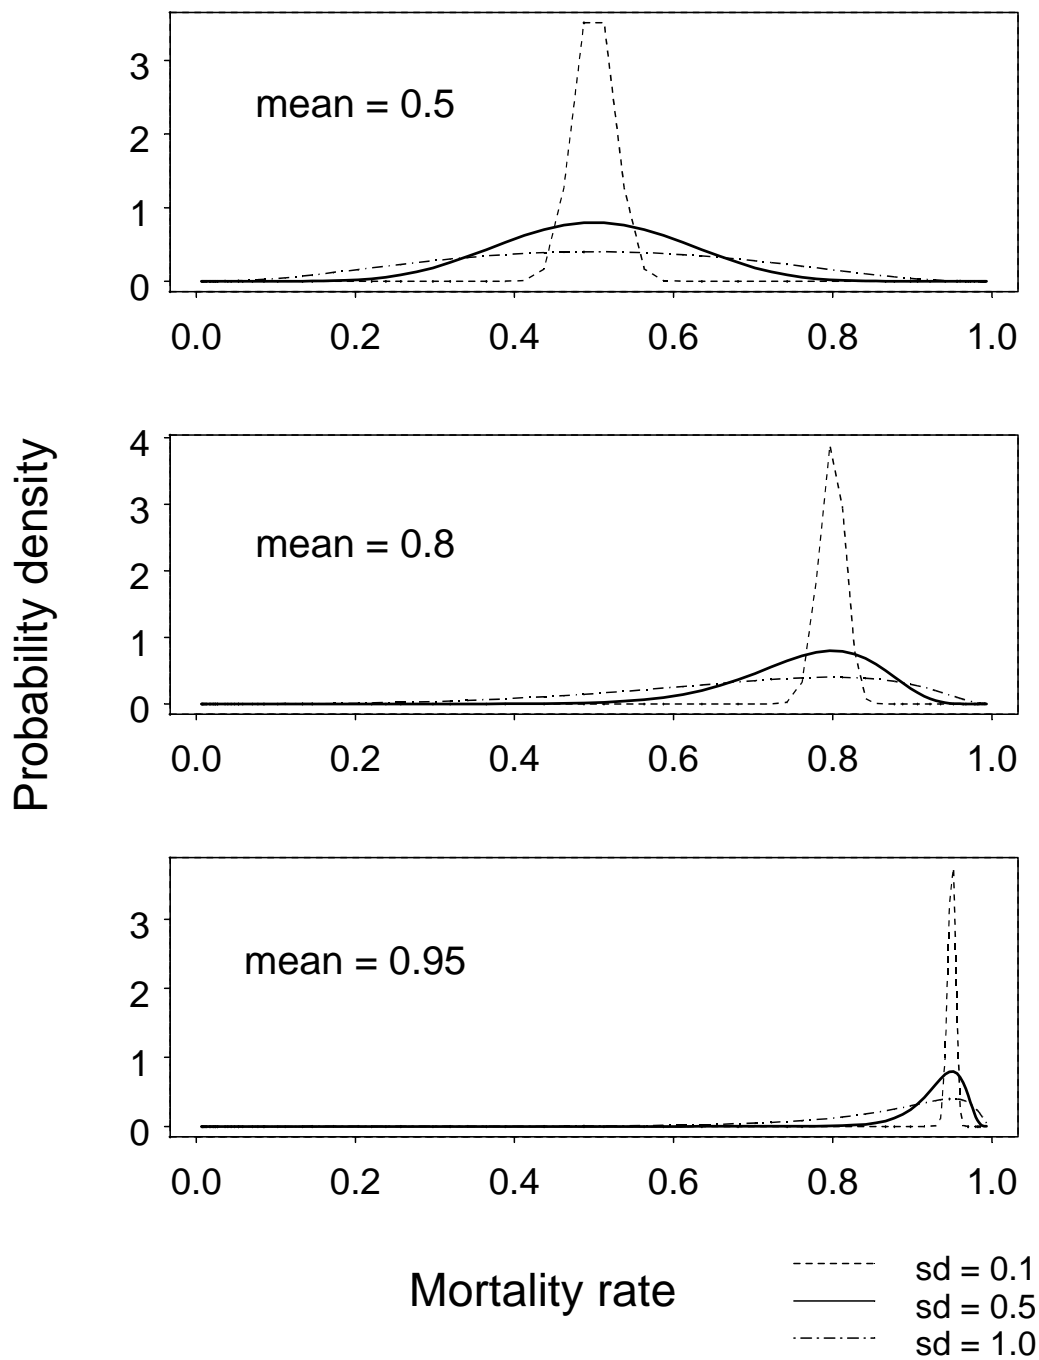 3
mean = 0.5
2
1
0
0.0 0.2 0.4 0.6 0.8 1.0
Probability density
4
3
mean = 0.8
2
1
0
0.0 0.2 0.4 0.6 0.8 1.0
3
mean = 0.95
2
1
0
0.0 0.2 0.4 0.6 0.8 1.0
Mortality rate
sd = 0.1
sd = 0.5
sd = 1.0